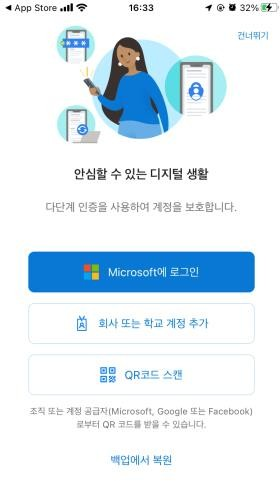 ◀ App Store 16:33 32%
건너뛰기
안심할 수 있는 디지털 생활
다단계 인증을 사용하여 계정을 보호합니다.
Microsoft에 로그인
회사 또는 학교 계정 추가
QR코드 스캔
조직 또는 계정 공급자(Microsoft, Google 또는 Facebook)
로부터 QR 코드를 받을 수 있습니다.
백업에서 복원